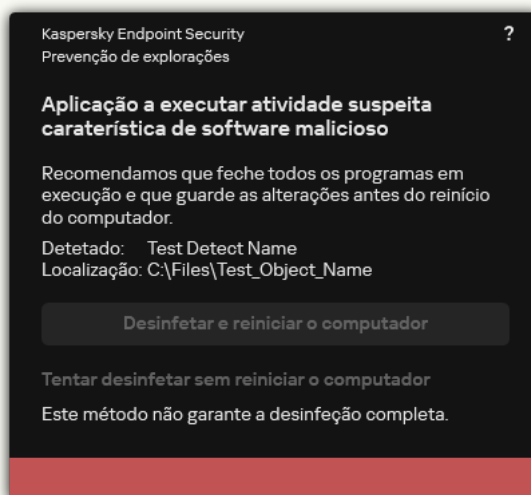 Kaspersky Endpoint Security
?
Prevenção de explorações
Aplicação a executar atividade suspeita
caraterística de software malicioso
Recomendamos que feche todos os programas em
execução e que guarde as alterações antes do reinício
do computador.
Detetado: Test Detect Name
Localização: C:\Files\Test_Object_Name
Desinfetar e reiniciar o computador
Tentar desinfetar sem reiniciar o computador
Este método não garante a desinfeção completa.